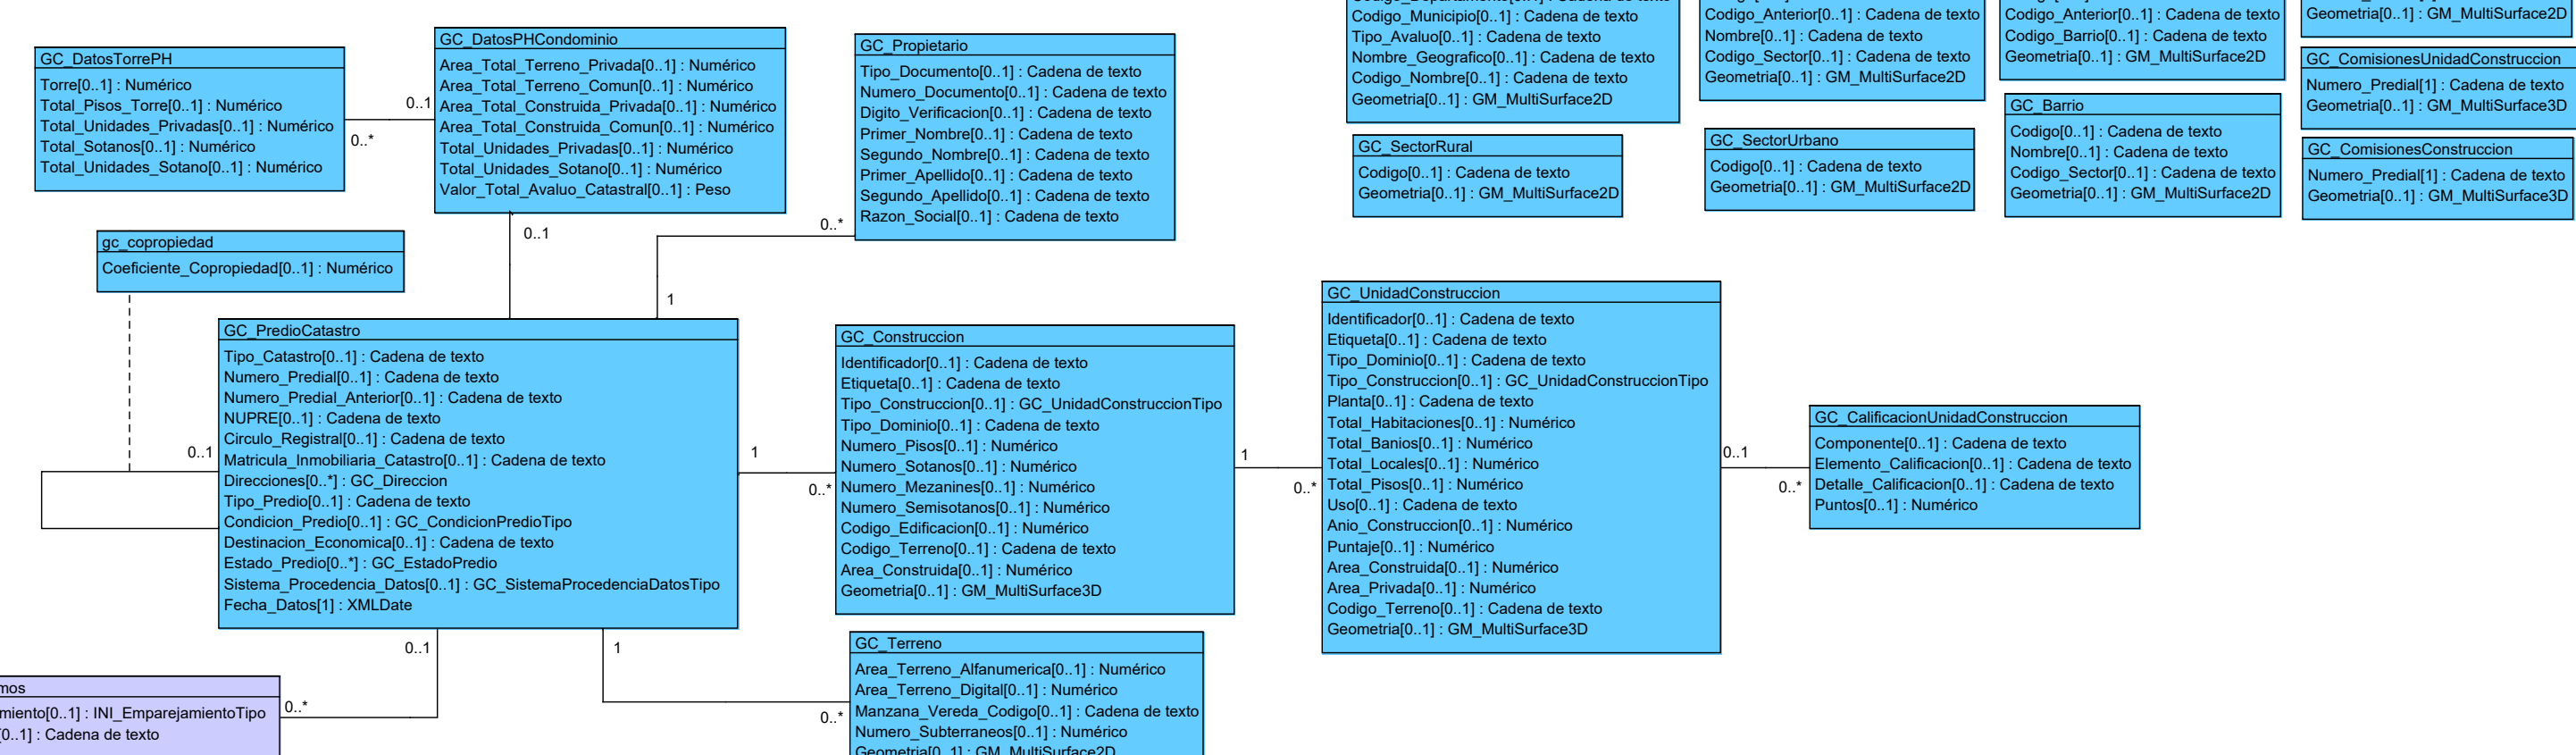 GC_DatosTorrePH
Torre[0..1] : Numérico
Total_Pisos_Torre[0..1] : Numérico
Total_Unidades_Privadas[0..1] : Numérico
Total_Sotanos[0..1] : Numérico
Total_Unidades_Sotano[0..1] : Numérico
0..1
0..*
GC_DatosPHCondominio
Area_Total_Terreno_Privada[0..1] : Numérico
Area_Total_Terreno_Comun[0..1] : Numérico
Area_Total_Construida_Privada[0..1] : Numérico
Area_Total_Construida_Comun[0..1] : Numérico
Total_Unidades_Privadas[0..1] : Numérico
Total_Unidades_Sotano[0..1] : Numérico
Valor_Total_Avaluo_Catastral[0..1] : Peso
0..1
GC_Propietario
Tipo_Documento[0..1] : Cadena de texto
Numero_Documento[0..1] : Cadena de texto
Digito_Verificacion[0..1] : Cadena de texto
Primer_Nombre[0..1] : Cadena de texto
Segundo_Nombre[0..1] : Cadena de texto
Primer_Apellido[0..1] : Cadena de texto
Segundo_Apellido[0..1] : Cadena de texto
Razon_Social[0..1] : Cadena de texto
0..*
1
Codigo_Municipio[0..1] : Cadena de texto
Tipo_Avaluo[0..1] : Cadena de texto
Nombre_Geografico[0..1] : Cadena de texto
Codigo_Nombre[0..1] : Cadena de texto
Geometria[0..1] : GM_MultiSurface2D
Codigo_Anterior[0..1] : Cadena de texto
Nombre[0..1] : Cadena de texto
Codigo_Sector[0..1] : Cadena de texto
Geometria[0..1] : GM_MultiSurface2D
Codigo_Anterior[0..1] : Cadena de texto
Codigo_Barrio[0..1] : Cadena de texto
Geometria[0..1] : GM_MultiSurface2D
Geometria[0..1] : GM_MultiSurface2D
GC_ComisionesUnidadConstruccion
Numero_Predial[1] : Cadena de texto
Geometria[0..1] : GM_MultiSurface3D
GC_SectorRural
Codigo[0..1] : Cadena de texto
Geometria[0..1] : GM_MultiSurface2D
GC_SectorUrbano
Codigo[0..1] : Cadena de texto
Geometria[0..1] : GM_MultiSurface2D
GC_Barrio
Codigo[0..1] : Cadena de texto
Nombre[0..1] : Cadena de texto
Codigo_Sector[0..1] : Cadena de texto
Geometria[0..1] : GM_MultiSurface2D
GC_ComisionesConstruccion
Numero_Predial[1] : Cadena de texto
Geometria[0..1] : GM_MultiSurface3D
gc_copropiedad
Coeficiente_Copropiedad[0..1] : Numérico
0..1
GC_PredioCatastro
Tipo_Catastro[0..1] : Cadena de texto
Numero_Predial[0..1] : Cadena de texto
Numero_Predial_Anterior[0..1] : Cadena de texto
NUPRE[0..1] : Cadena de texto
Circulo_Registral[0..1] : Cadena de texto
Matricula_Inmobiliaria_Catastro[0..1] : Cadena de texto
Direcciones[0..*] : GC_Direccion
Tipo_Predio[0..1] : Cadena de texto
Condicion_Predio[0..1] : GC_CondicionPredioTipo
Destinacion_Economica[0..1] : Cadena de texto
Estado_Predio[0..*] : GC_EstadoPredio
Sistema_Procedencia_Datos[0..1] : GC_SistemaProcedenciaDatosTipo
Fecha_Datos[1] : XMLDate
1
0..*
GC_Construccion
Identificador[0..1] : Cadena de texto
Etiqueta[0..1] : Cadena de texto
Tipo_Construccion[0..1] : GC_UnidadConstruccionTipo
Tipo_Dominio[0..1] : Cadena de texto
Numero_Pisos[0..1] : Numérico
Numero_Sotanos[0..1] : Numérico
Numero_Mezanines[0..1] : Numérico
Numero_Semisotanos[0..1] : Numérico
Codigo_Edificacion[0..1] : Numérico
Codigo_Terreno[0..1] : Cadena de texto
Area_Construida[0..1] : Numérico
Geometria[0..1] : GM_MultiSurface3D
1
0..*
GC_UnidadConstruccion
Identificador[0..1] : Cadena de texto
Etiqueta[0..1] : Cadena de texto
Tipo_Dominio[0..1] : Cadena de texto
Tipo_Construccion[0..1] : GC_UnidadConstruccionTipo
Planta[0..1] : Cadena de texto
Total_Habitaciones[0..1] : Numérico
Total_Banios[0..1] : Numérico
Total_Locales[0..1] : Numérico
Total_Pisos[0..1] : Numérico
Uso[0..1] : Cadena de texto
Anio_Construccion[0..1] : Numérico
Puntaje[0..1] : Numérico
Area_Construida[0..1] : Numérico
Area_Privada[0..1] : Numérico
Codigo_Terreno[0..1] : Cadena de texto
Geometria[0..1] : GM_MultiSurface3D
0..1
0..*
GC_CalificacionUnidadConstruccion
Componente[0..1] : Cadena de texto
Elemento_Calificacion[0..1] : Cadena de texto
Detalle_Calificacion[0..1] : Cadena de texto
Puntos[0..1] : Numérico
0..1
0..*
1
0..*
mos
miento[0..1] : INI_EmparejamientoTipo
[0..1] : Cadena de texto
GC_Terreno
Area_Terreno_Alfanumerica[0..1] : Numérico
Area_Terreno_Digital[0..1] : Numérico
Manzana_Vereda_Codigo[0..1] : Cadena de texto
Numero_Subterraneos[0..1] : Numérico
Geometria[0..1] : GM_MultiSurface2D